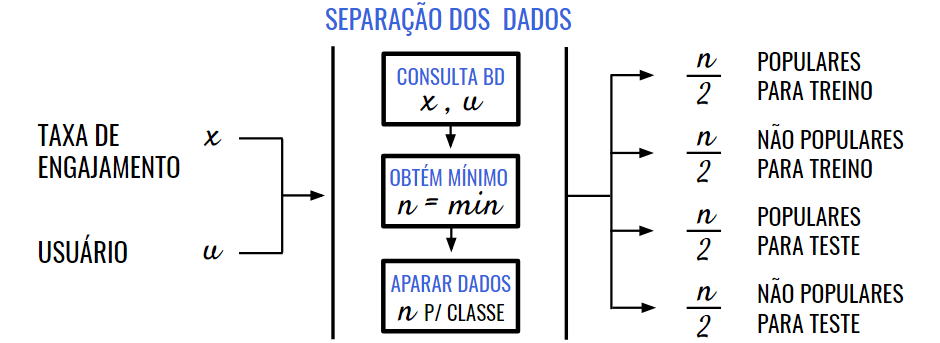 SEPARAÇÃO DOS DADOS
TAXA DE
ENGAJAMENTO
x
USUÁRIO
u
CONSULTA BD
x , u
OBTÉM MÍNIMO
n = min
APARAR DADOS
n P/ CLASSE
n
2
POPULARES
PARA TREINO
n
2
NÃO POPULARES
PARA TREINO
n
2
POPULARES
PARA TESTE
n
2
NÃO POPULARES
PARA TESTE